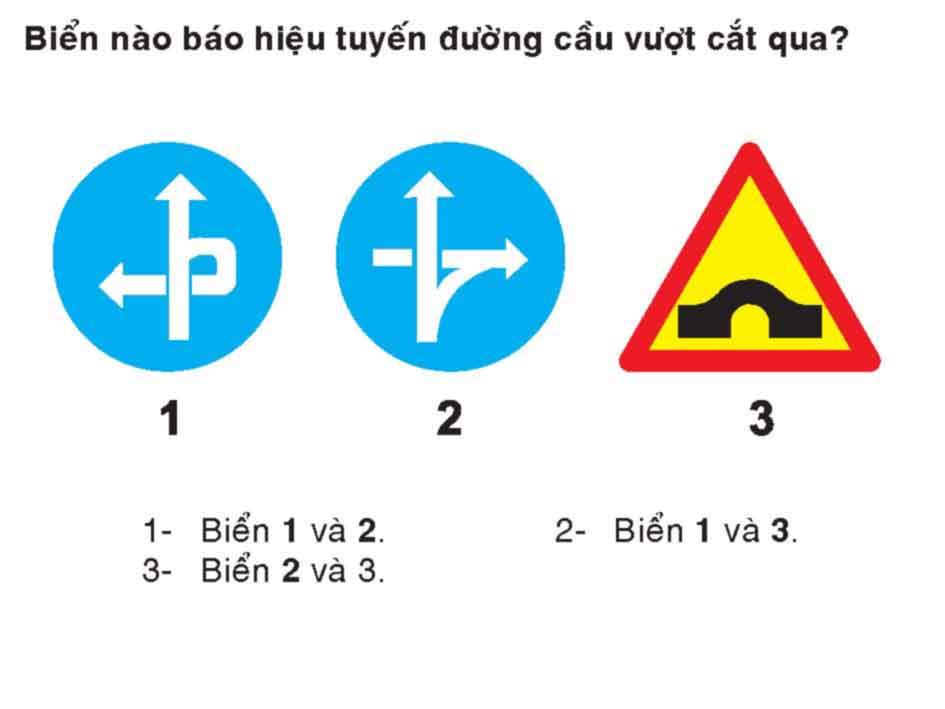 Biển nào báo hiệu tuyến đường cầu vượt cắt qua?
1 2 3
1- Biển 1 và 2. 2- Biển 1 và 3.
3- Biển 2 và 3.